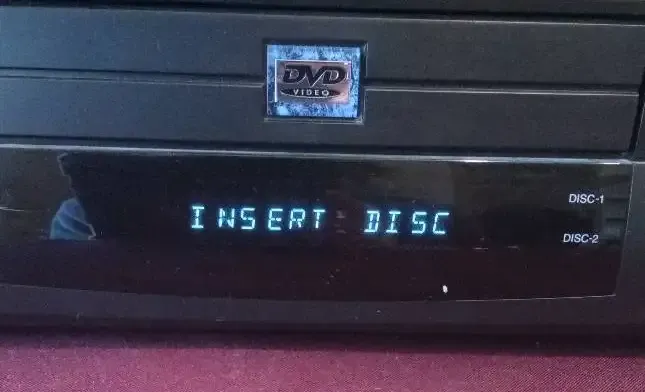 DVD
VIDEO
DISC-1
INSERT DISC
DISC-2